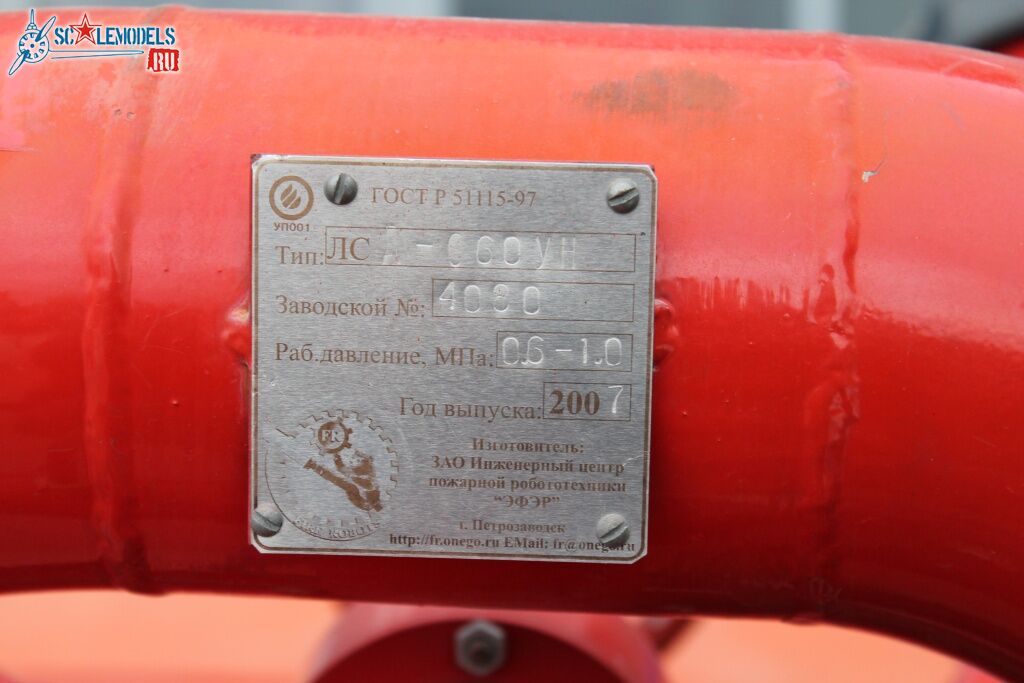 SCALEMODELS
RU
ГОСТ Р 51115-97
УП001
Тип: ЛС
Заводской №: 4080
Раб.давление, МПа: 0.6-1.0
Год выпуска: 2007
FR
Изготовитель:
ЗАО Инженерный центр
пожарной робототехники
"ЭФЭР"
г. Петрозаводск
http://fr.onego.ru EMail: fr@onego.ru
FIRE ROBOTS